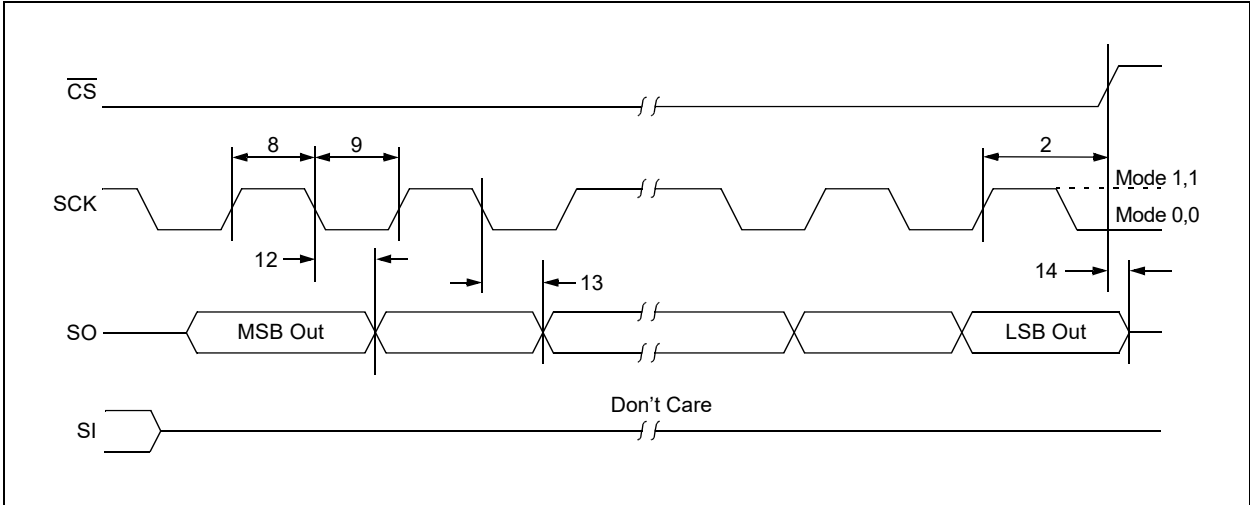 CS
8
9
2
SCK
Mode 1,1
Mode 0,0
12
13
14
SO
MSB Out
LSB Out
Don't Care
SI